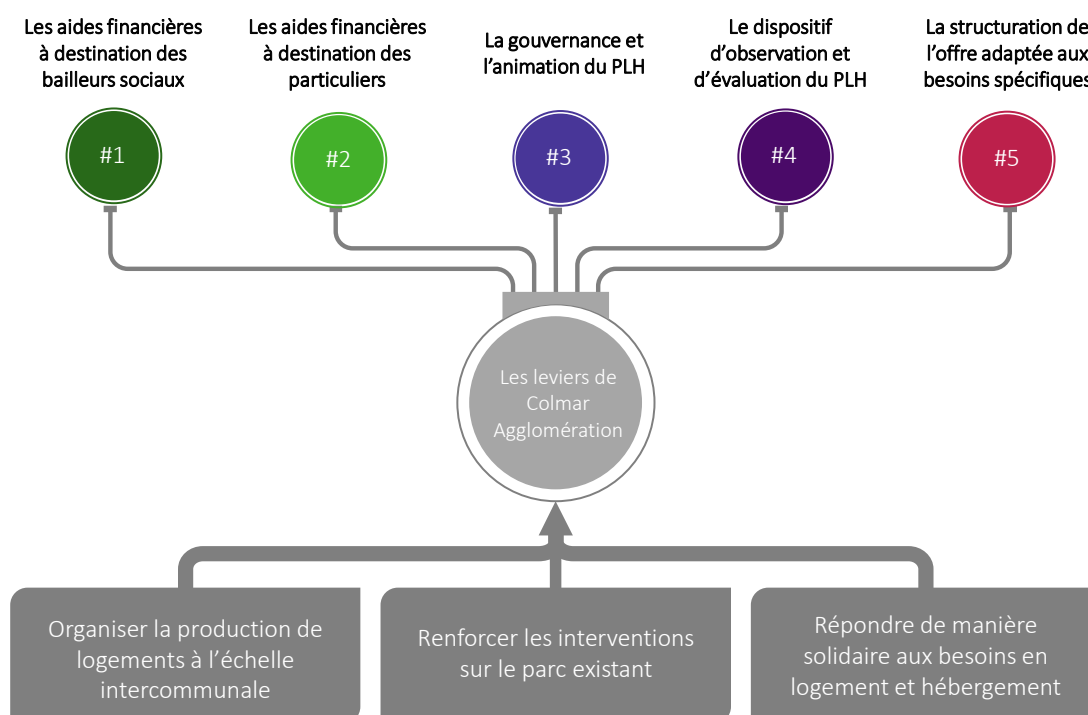 Les aides financières
à destination des
bailleurs sociaux
Les aides financières
à destination des
particuliers
La gouvernance et
l'animation du PLH
Le dispositif
d'observation et
d'évaluation du PLH
La structuration de
l'offre adaptée aux
besoins spécifiques
#1
#2
#3
#4
#5
Les leviers de
Colmar
Agglomération
Organiser la production de
logements à l'échelle
intercommunale
Renforcer les interventions
sur le parc existant
Répondre de manière
solidaire aux besoins en
logement et hébergement